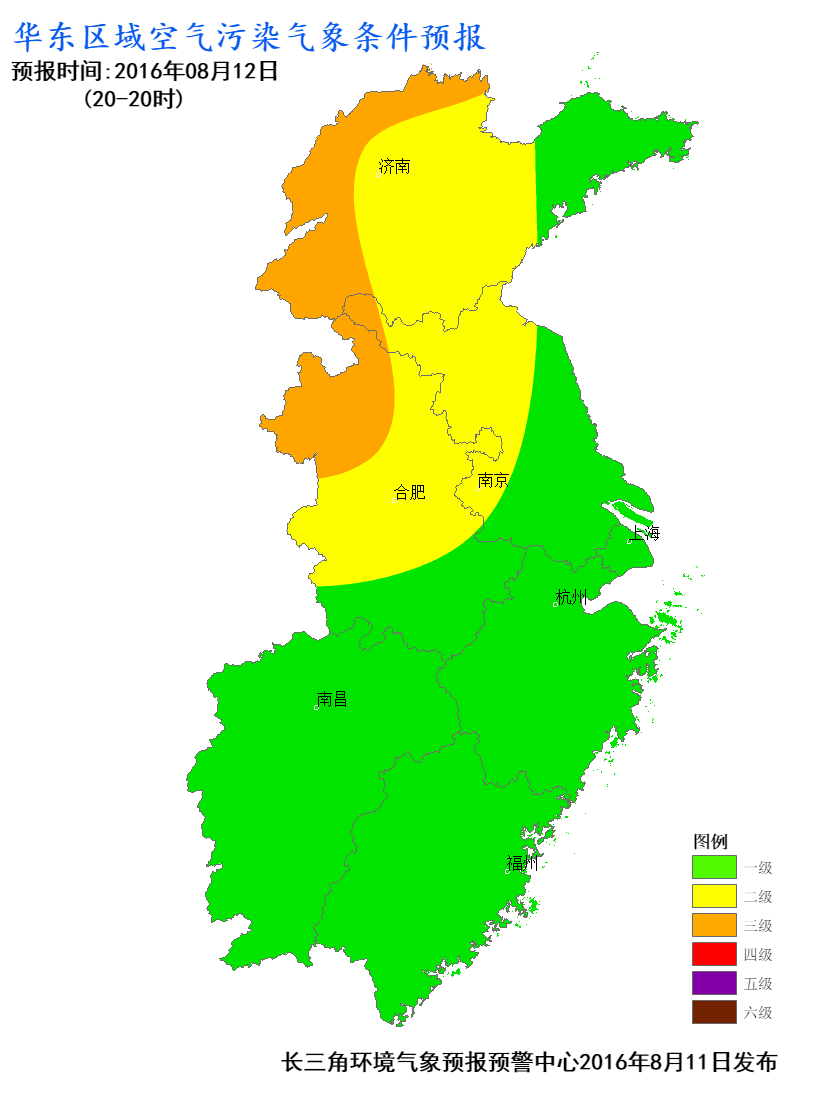 华东区域空气污染气象条件预报
预报时间:2016年08月12日
(20-20时)
济南
合肥
南京
上海
杭州
南昌
福州
图例
一级
二级
三级
四级
五级
六级
长三角环境气象预报预警中心2016年8月11日发布